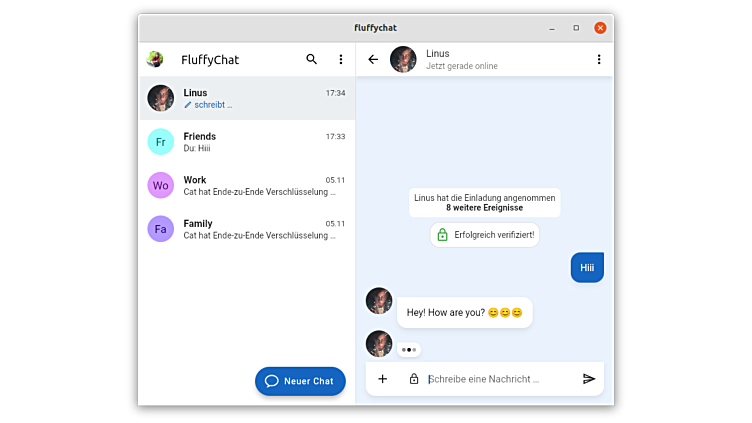 fluffychat
FluffyChat
Linus
17:34
schreibt ...
Fr
Friends
17:33
Du: Hiii
Wo
Work
05.11
Cat hat Ende-zu-Ende Verschlüsselung ...
Fa
Family
05.11
Cat hat Ende-zu-Ende Verschlüsselung ...
Neuer Chat
Linus
Jetzt gerade online
Linus hat die Einladung angenommen
8 weitere Ereignisse
Erfolgreich verifiziert!
Hiii
Hey! How are you? 😊😊😊
Schreibe eine Nachricht ...